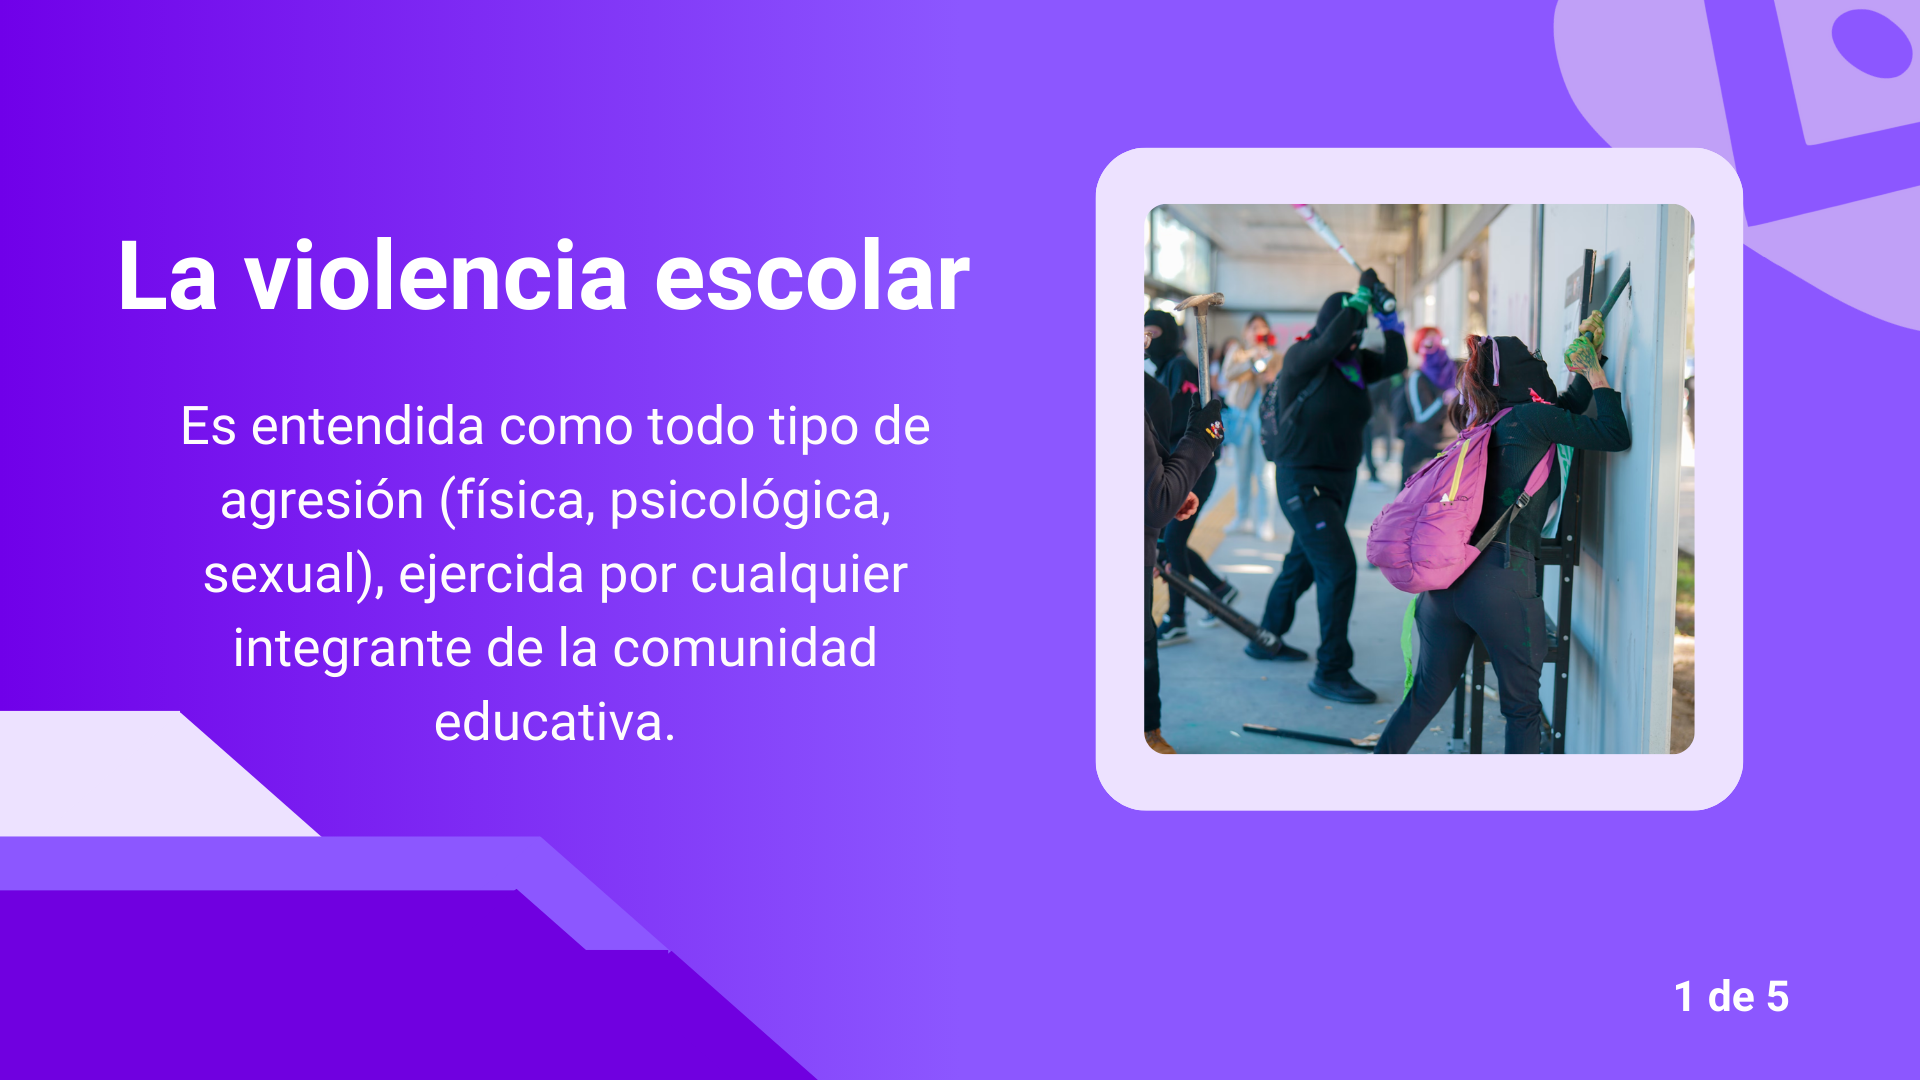 La violencia escolar
Es entendida como todo tipo de
agresión (física, psicológica,
sexual), ejercida por cualquier
integrante de la comunidad
educativa.
1 de 5